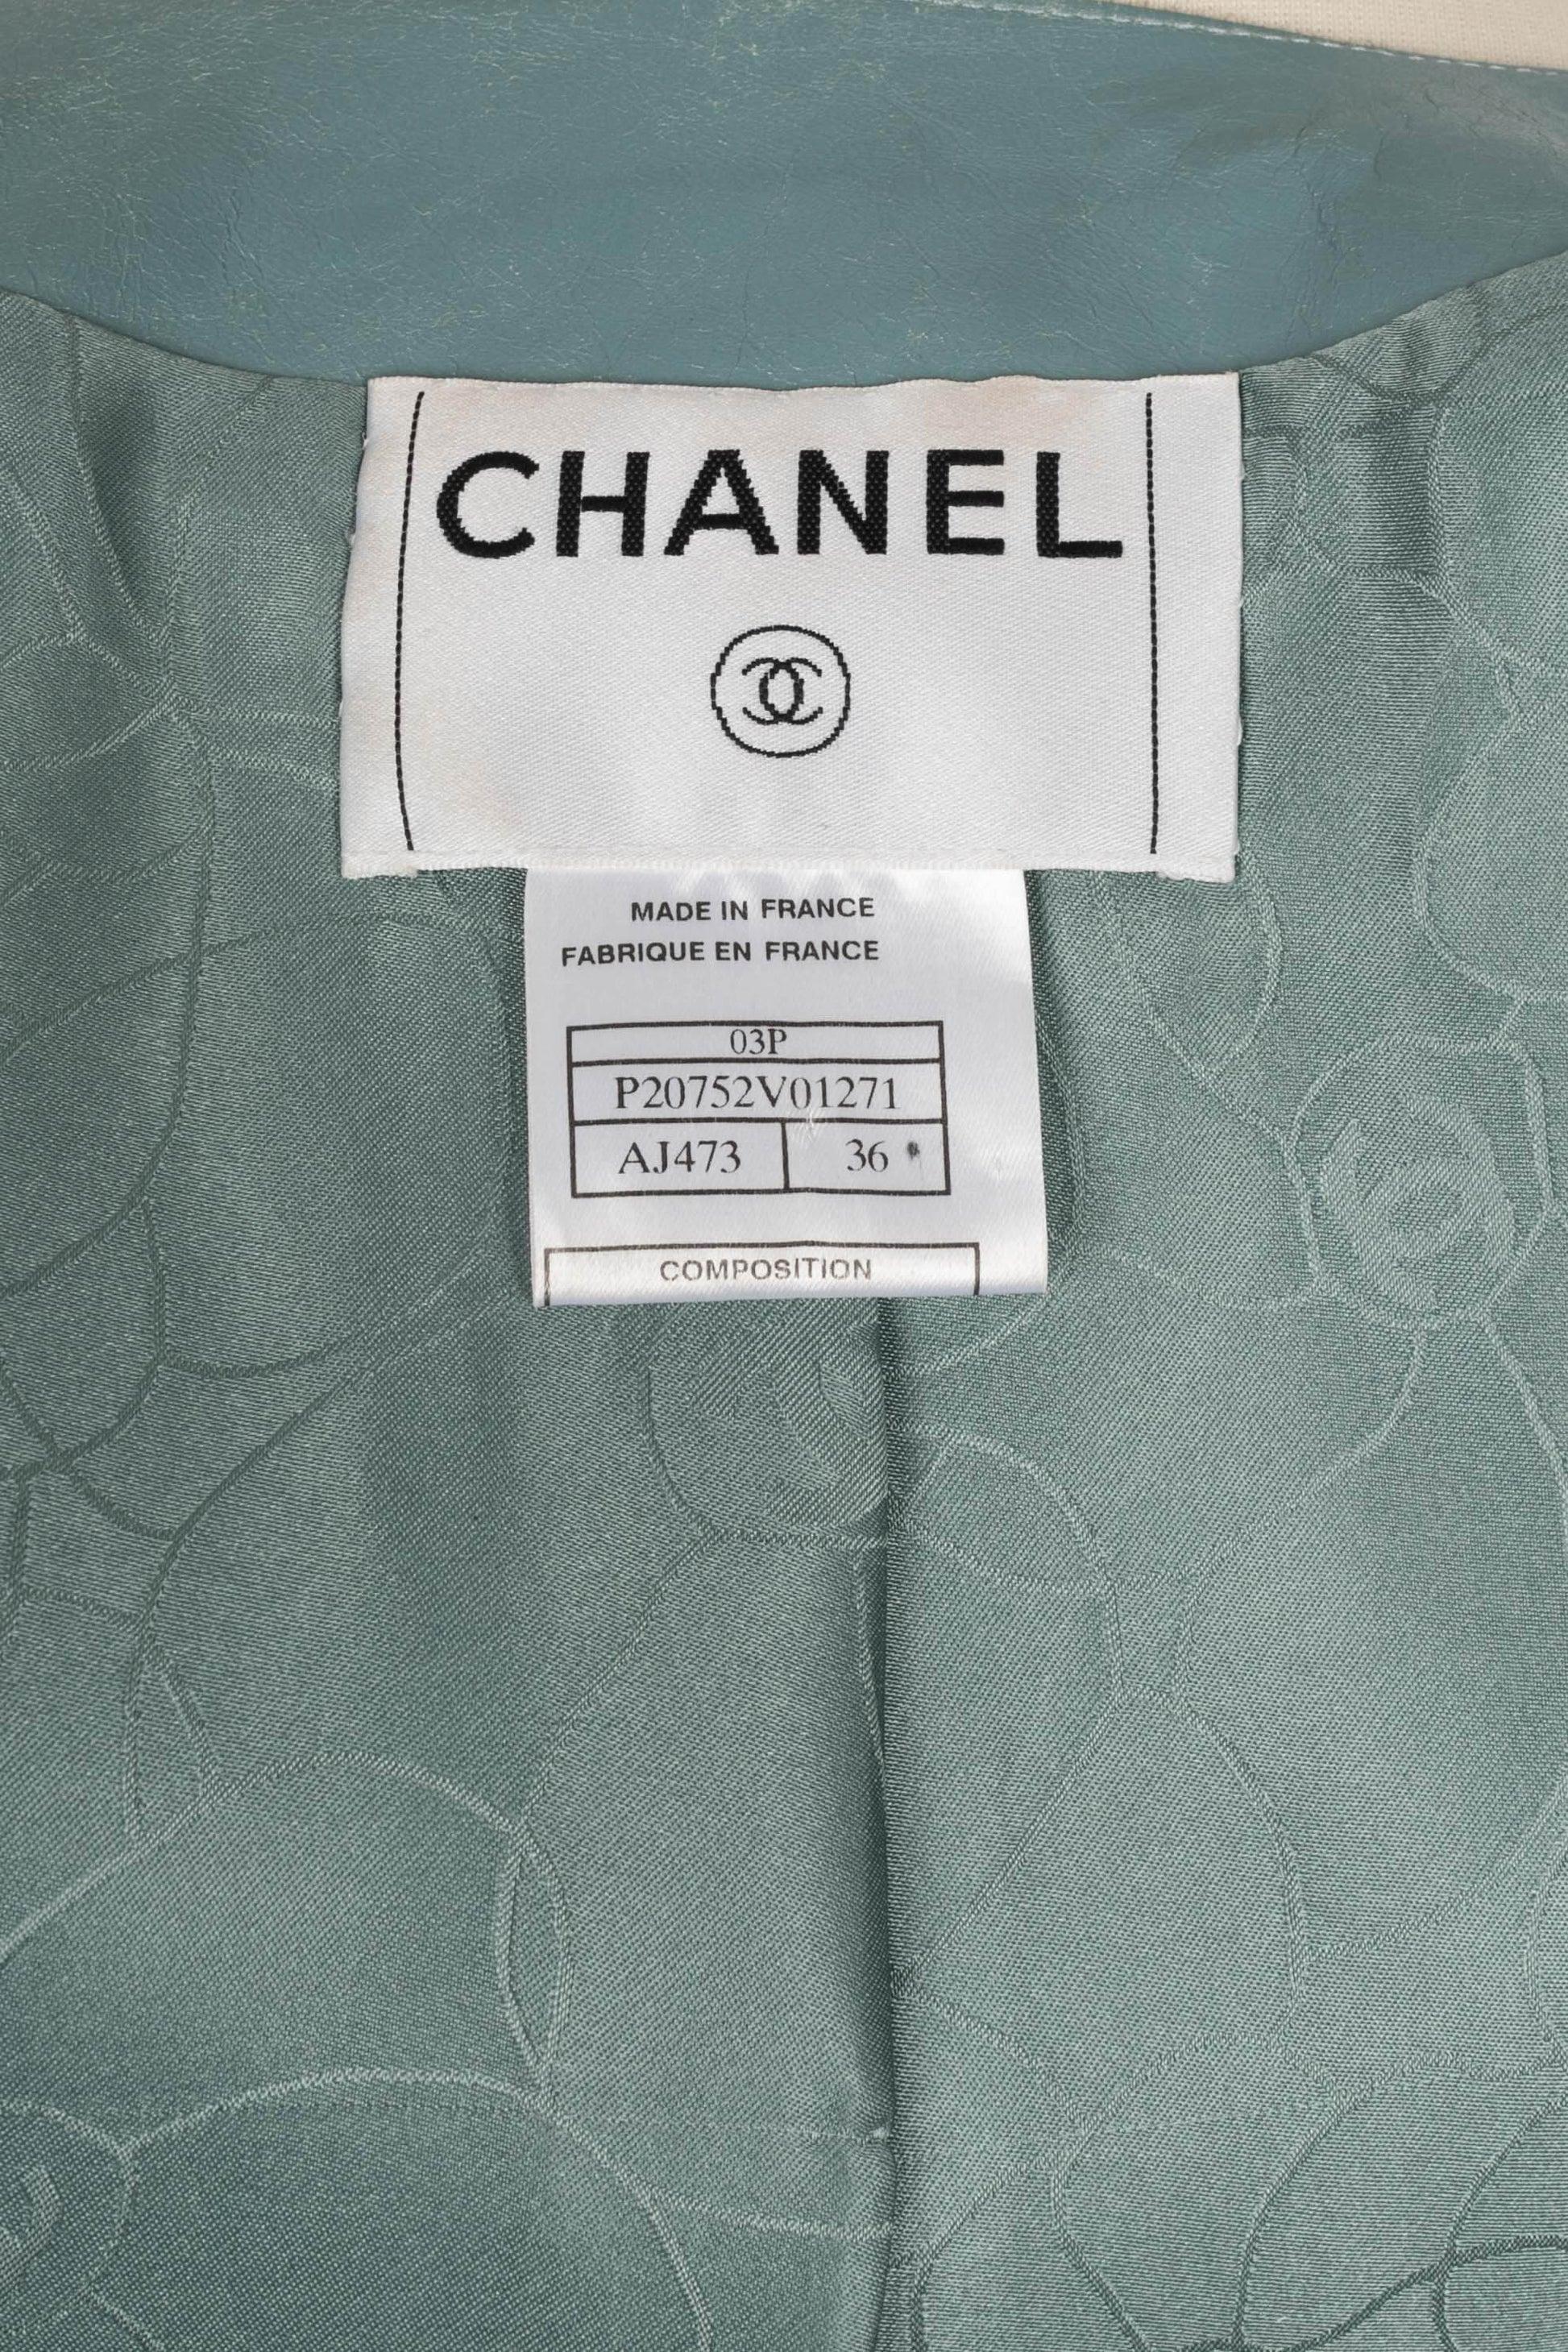 CHANEL
MADE IN FRANCE
FABRIQUE EN FRANCE
03P
P20752V01271
AJ473 36
COMPOSITION